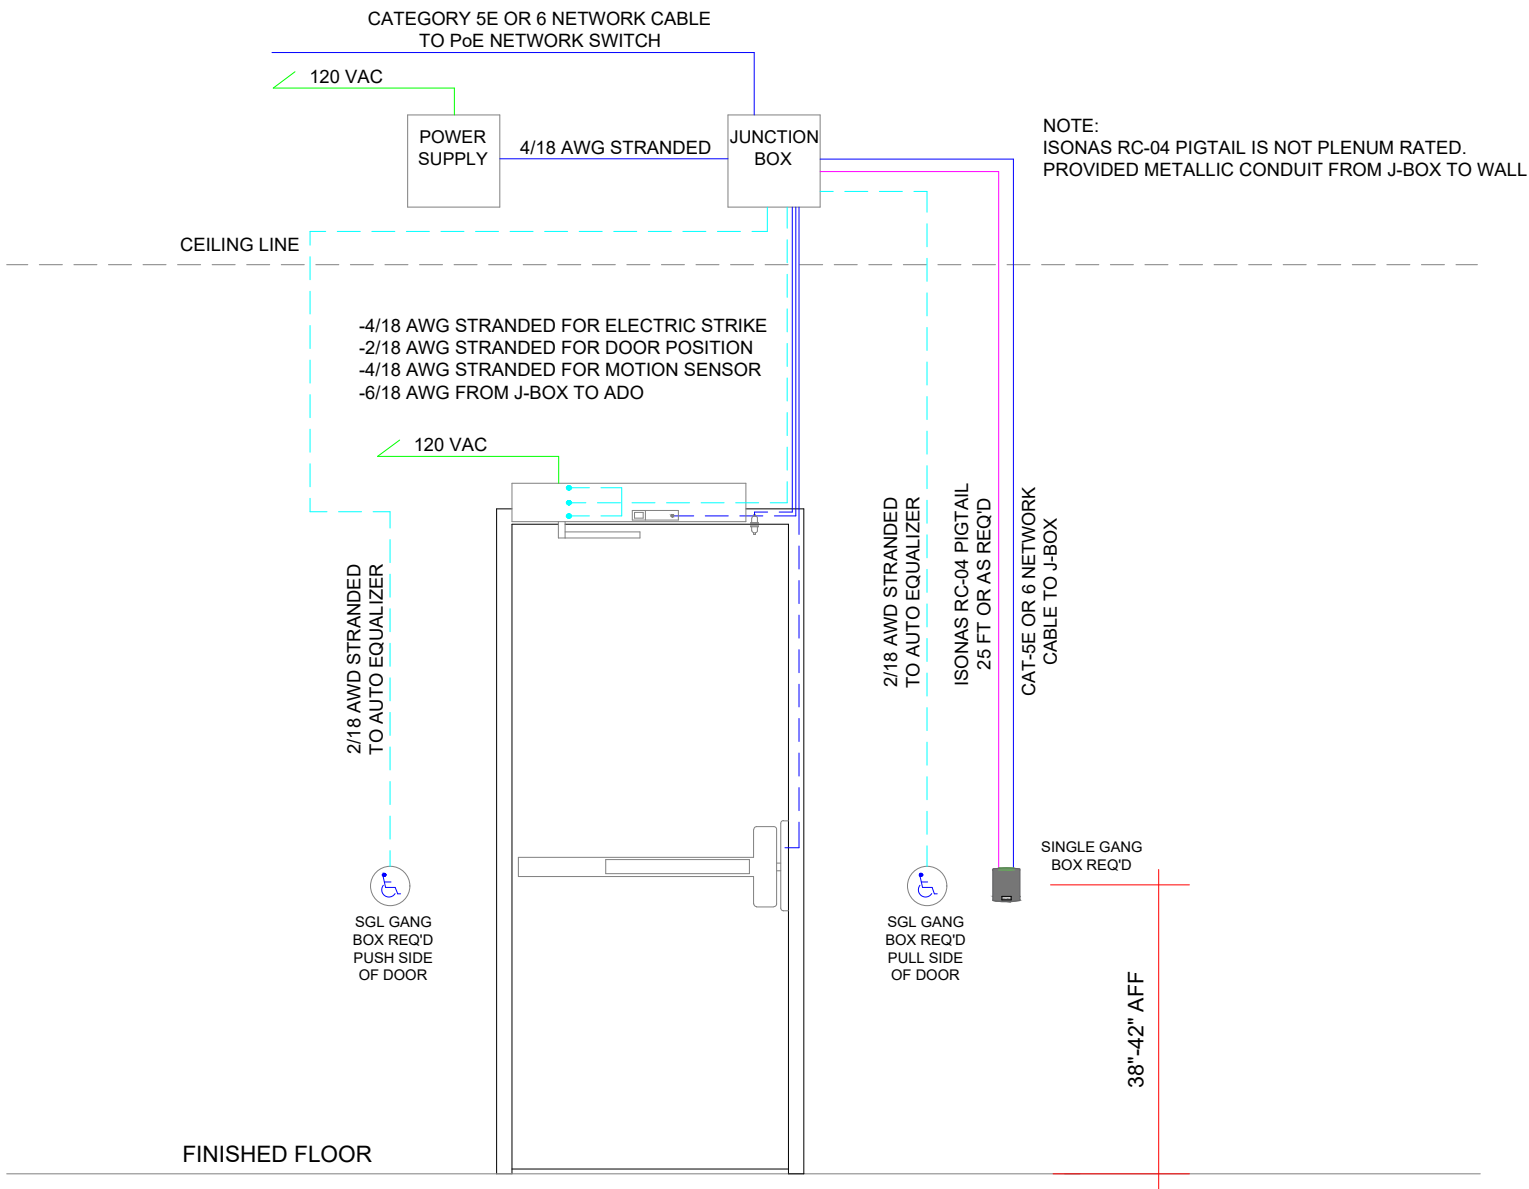 CATEGORY 5E OR 6 NETWORK CABLE
TO PoE NETWORK SWITCH
120 VAC
POWER
SUPPLY
4/18 AWG STRANDED
JUNCTION
BOX
NOTE:
ISONAS RC-04 PIGTAIL IS NOT PLENUM RATED.
PROVIDED METALLIC CONDUIT FROM J-BOX TO WALL
CEILING LINE
-4/18 AWG STRANDED FOR ELECTRIC STRIKE
-2/18 AWG STRANDED FOR DOOR POSITION
-4/18 AWG STRANDED FOR MOTION SENSOR
-6/18 AWG FROM J-BOX TO ADO
120 VAC
2/18 AWD STRANDED
TO AUTO EQUALIZER
2/18 AWD STRANDED
TO AUTO EQUALIZER
ISONAS RC-04 PIGTAIL
25 FT OR AS REQ'D
CAT-5E OR 6 NETWORK
CABLE TO J-BOX
SINGLE GANG
BOX REQ'D
SGL GANG
BOX REQ'D
PUSH SIDE
OF DOOR
SGL GANG
BOX REQ'D
PULL SIDE
OF DOOR
38"-42" AFF
FINISHED FLOOR